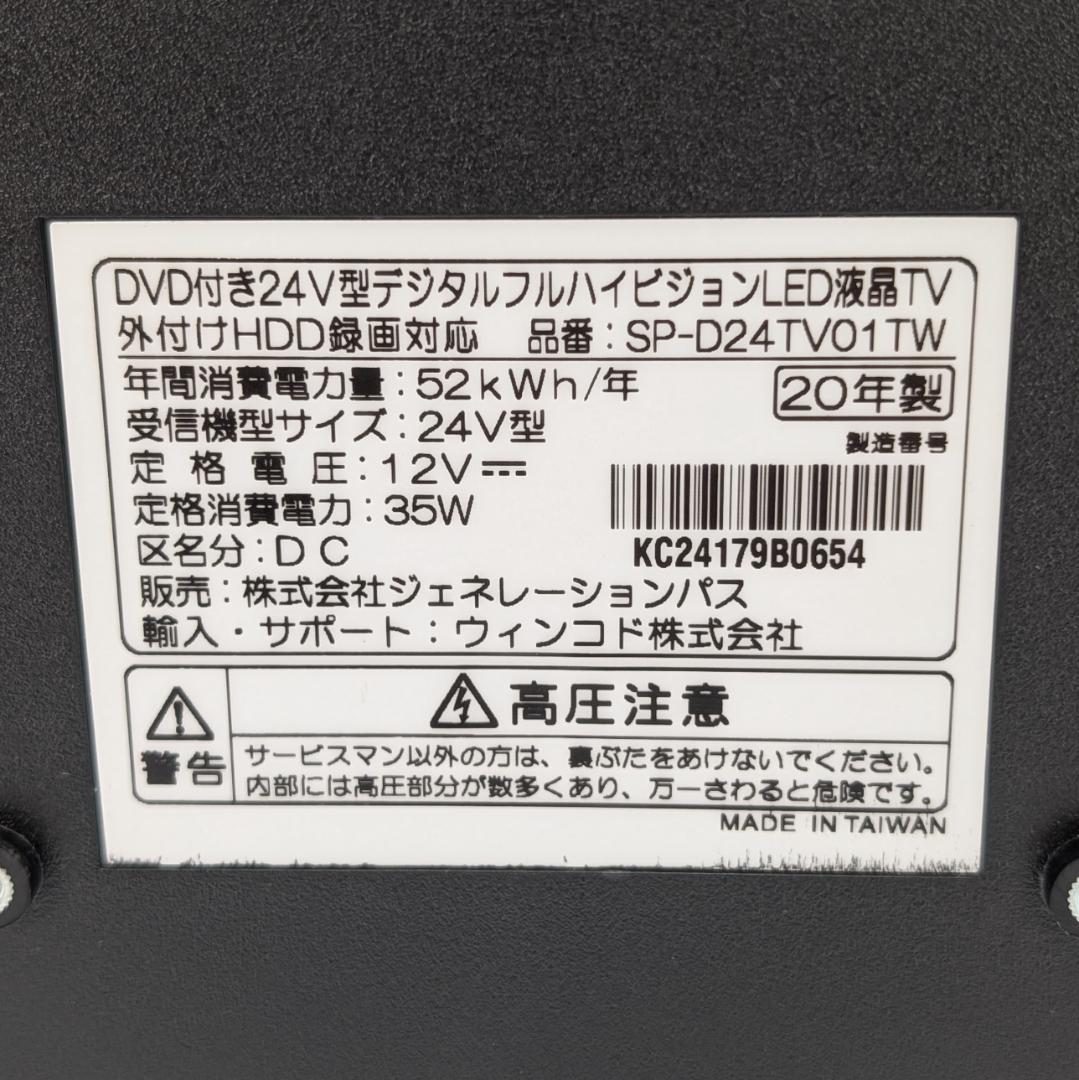 DVD付き24V型デジタルフルハイビジョンLED液晶TV
外付けHDD録画対応 品番：SP-D24TV01TW
年間消費電力量：52kWh/年
20年製
受信機型サイズ：24V型
製造番号
定格電圧：12V⎓
定格消費電力：35W
KC24179B0654
区名分：DC
販売：株式会社ジェネレーションパス
輸入・サポート：ウィンコド株式会社
警告
高圧注意
サービスマン以外の方は、裏ぶたをあけないでください。
内部には高圧部分が数多くあり、万一さわると危険です。
MADE IN TAIWAN